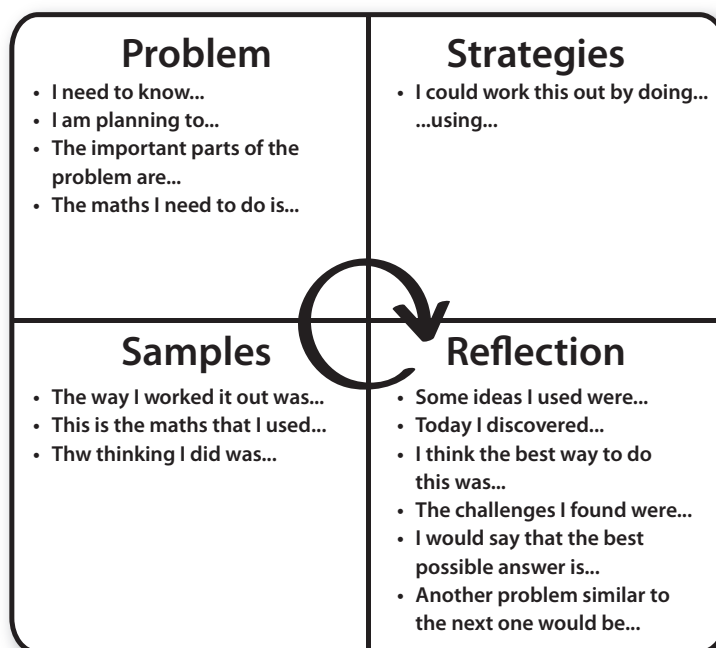 Problem
• I need to know...
• I am planning to...
• The important parts of the
problem are...
• The maths I need to do is...
Strategies
• I could work this out by doing...
...using...
Samples
• The way I worked it out was...
• This is the maths that I used...
• Thw thinking I did was...
Reflection
• Some ideas I used were...
• Today I discovered...
• I think the best way to do
this was...
• The challenges I found were...
• I would say that the best
possible answer is...
• Another problem similar to
the next one would be...